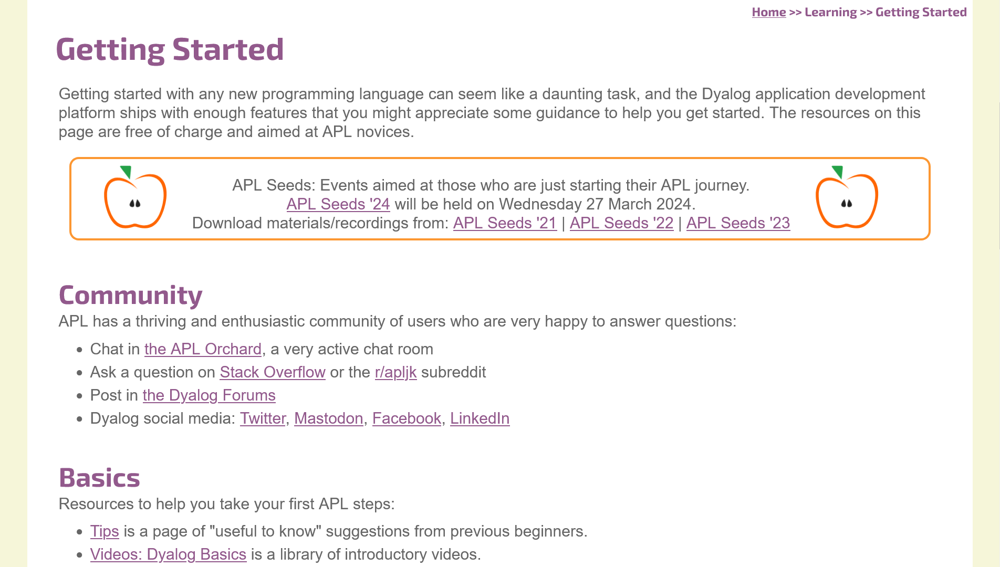 Home >> Learning >> Getting Started
Getting Started
Getting started with any new programming language can seem like a daunting task, and the Dyalog application development
platform ships with enough features that you might appreciate some guidance to help you get started. The resources on this
page are free of charge and aimed at APL novices.
APL Seeds: Events aimed at those who are just starting their APL journey.
APL Seeds '24 will be held on Wednesday 27 March 2024.
Download materials/recordings from: APL Seeds '21 | APL Seeds '22 | APL Seeds '23
Community
APL has a thriving and enthusiastic community of users who are very happy to answer questions:
• Chat in the APL Orchard, a very active chat room
• Ask a question on Stack Overflow or the r/apljk subreddit
• Post in the Dyalog Forums
• Dyalog social media: Twitter, Mastodon, Facebook, LinkedIn
Basics
Resources to help you take your first APL steps:
• Tips is a page of "useful to know" suggestions from previous beginners.
• Videos: Dyalog Basics is a library of introductory videos.